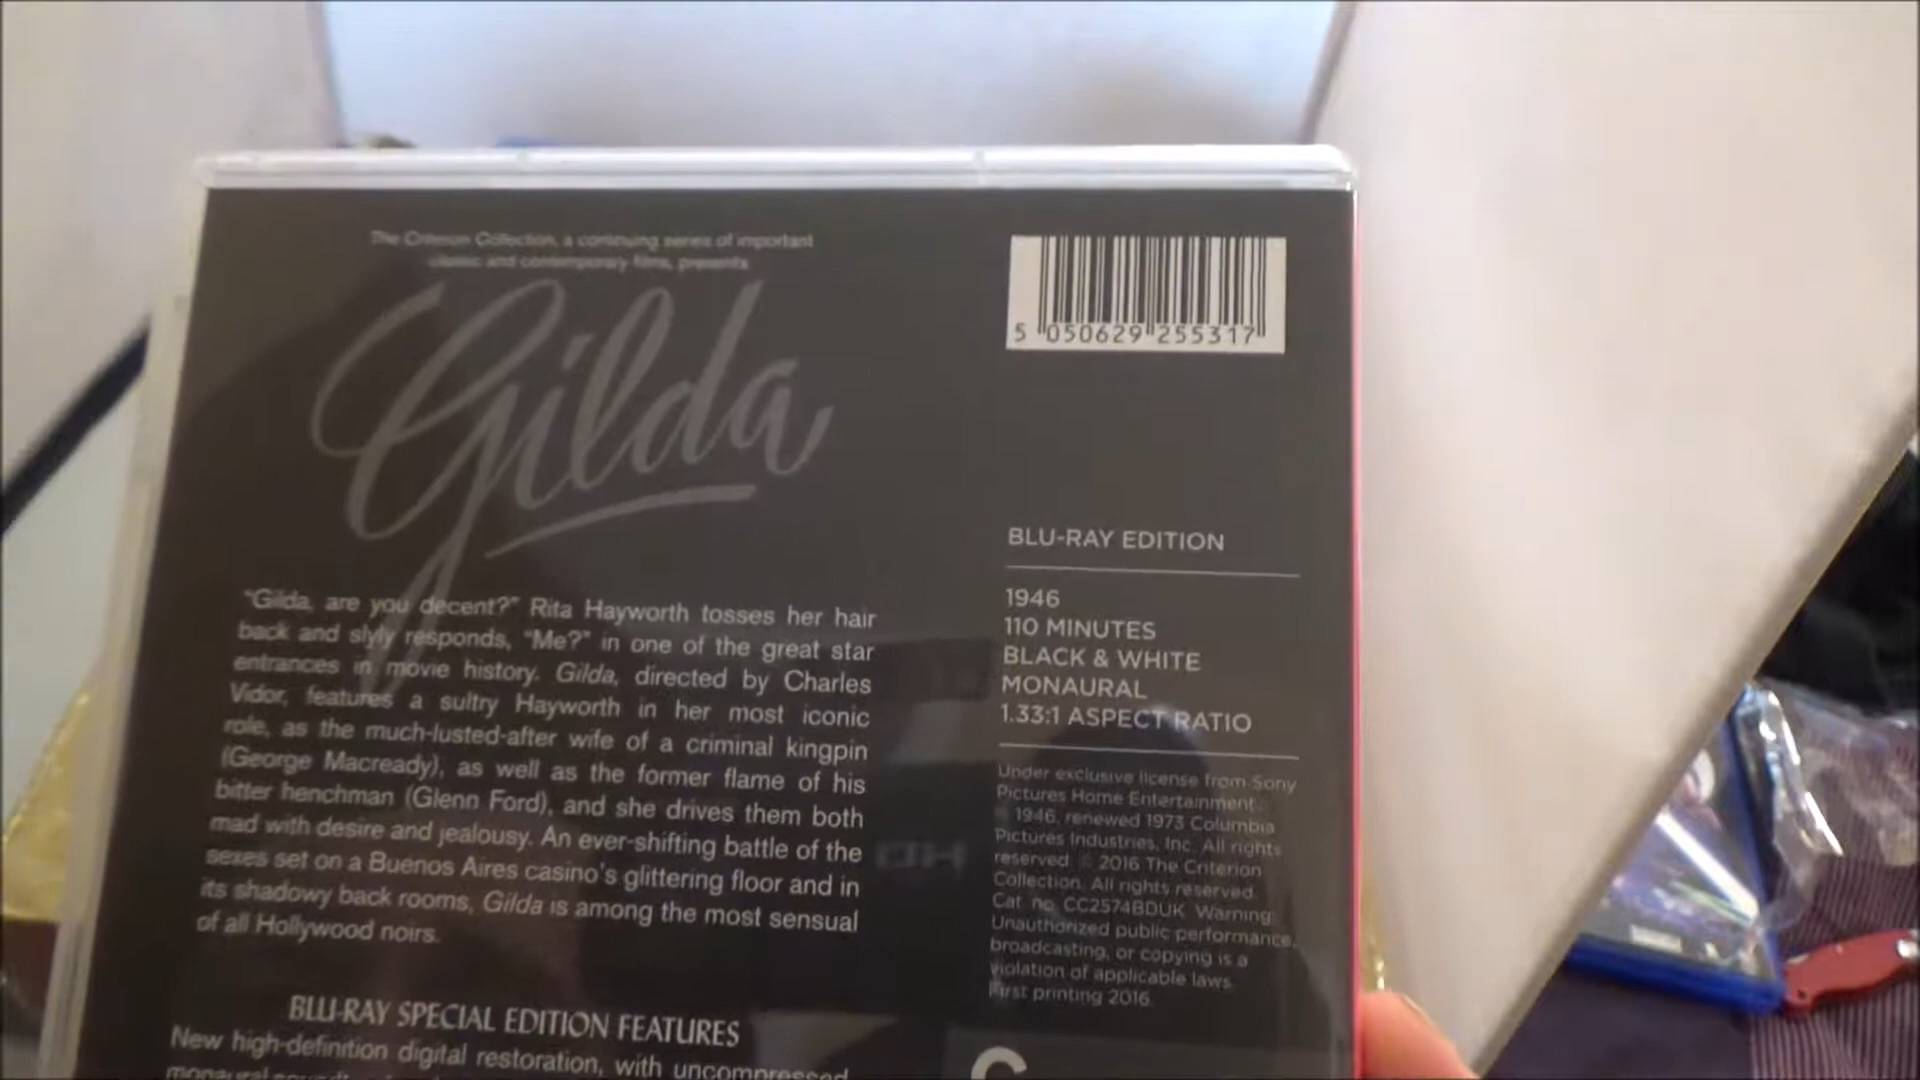 The Criterion Collection, a continuing series of important
classic and contemporary films, presents
Gilda
"Gilda, are you decent?" Rita Hayworth tosses her hair
back and slyly responds, "Me?" in one of the great star
entrances in movie history. Gilda, directed by Charles
Vidor, features a sultry Hayworth in her most iconic
role, as the much-lusted-after wife of a criminal kingpin
(George Macready), as well as the former flame of his
bitter henchman (Glenn Ford), and she drives them both
mad with desire and jealousy. An ever-shifting battle of the
sexes set on a Buenos Aires casino's glittering floor and in
its shadowy back rooms, Gilda is among the most sensual
of all Hollywood noirs.
BLU-RAY SPECIAL EDITION FEATURES
New high-definition digital restoration, with uncompressed
5 050629 255317
BLU-RAY EDITION
1946
110 MINUTES
BLACK & WHITE
MONAURAL
1.33:1 ASPECT RATIO
Under exclusive license from Sony
Pictures Home Entertainment.
© 1946, renewed 1973 Columbia
Pictures Industries, Inc. All rights
reserved. © 2016 The Criterion
Collection. All rights reserved.
Cat. no. CC2574BDUK. Warning:
Unauthorized public performance,
broadcasting, or copying is a
violation of applicable laws.
First printing 2016.